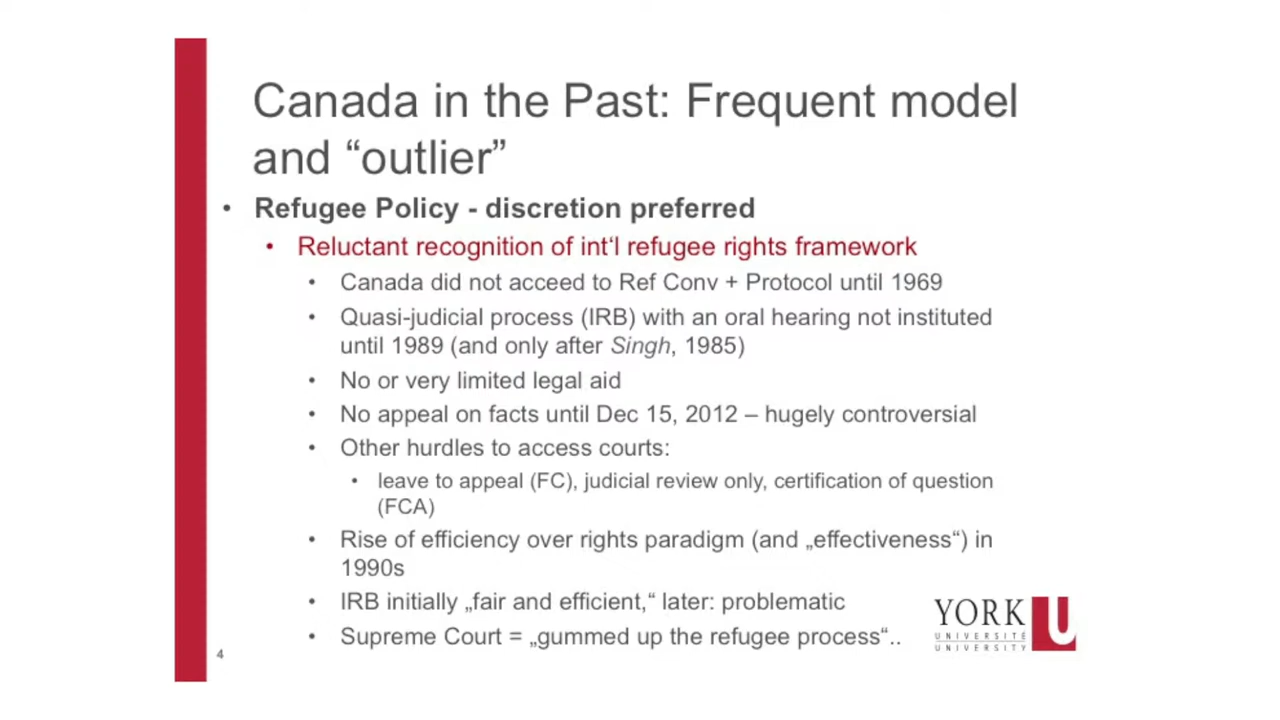 Canada in the Past: Frequent model
and “outlier”
• Refugee Policy - discretion preferred
• Reluctant recognition of int‘l refugee rights framework
• Canada did not acceed to Ref Conv + Protocol until 1969
• Quasi-judicial process (IRB) with an oral hearing not instituted
until 1989 (and only after Singh, 1985)
• No or very limited legal aid
• No appeal on facts until Dec 15, 2012 – hugely controversial
• Other hurdles to access courts:
• leave to appeal (FC), judicial review only, certification of question
(FCA)
• Rise of efficiency over rights paradigm (and „effectiveness“) in
1990s
• IRB initially „fair and efficient,“ later: problematic
• Supreme Court = „gummed up the refugee process“..
4
YORK U
UNIVERSITÉ
UNIVERSITY